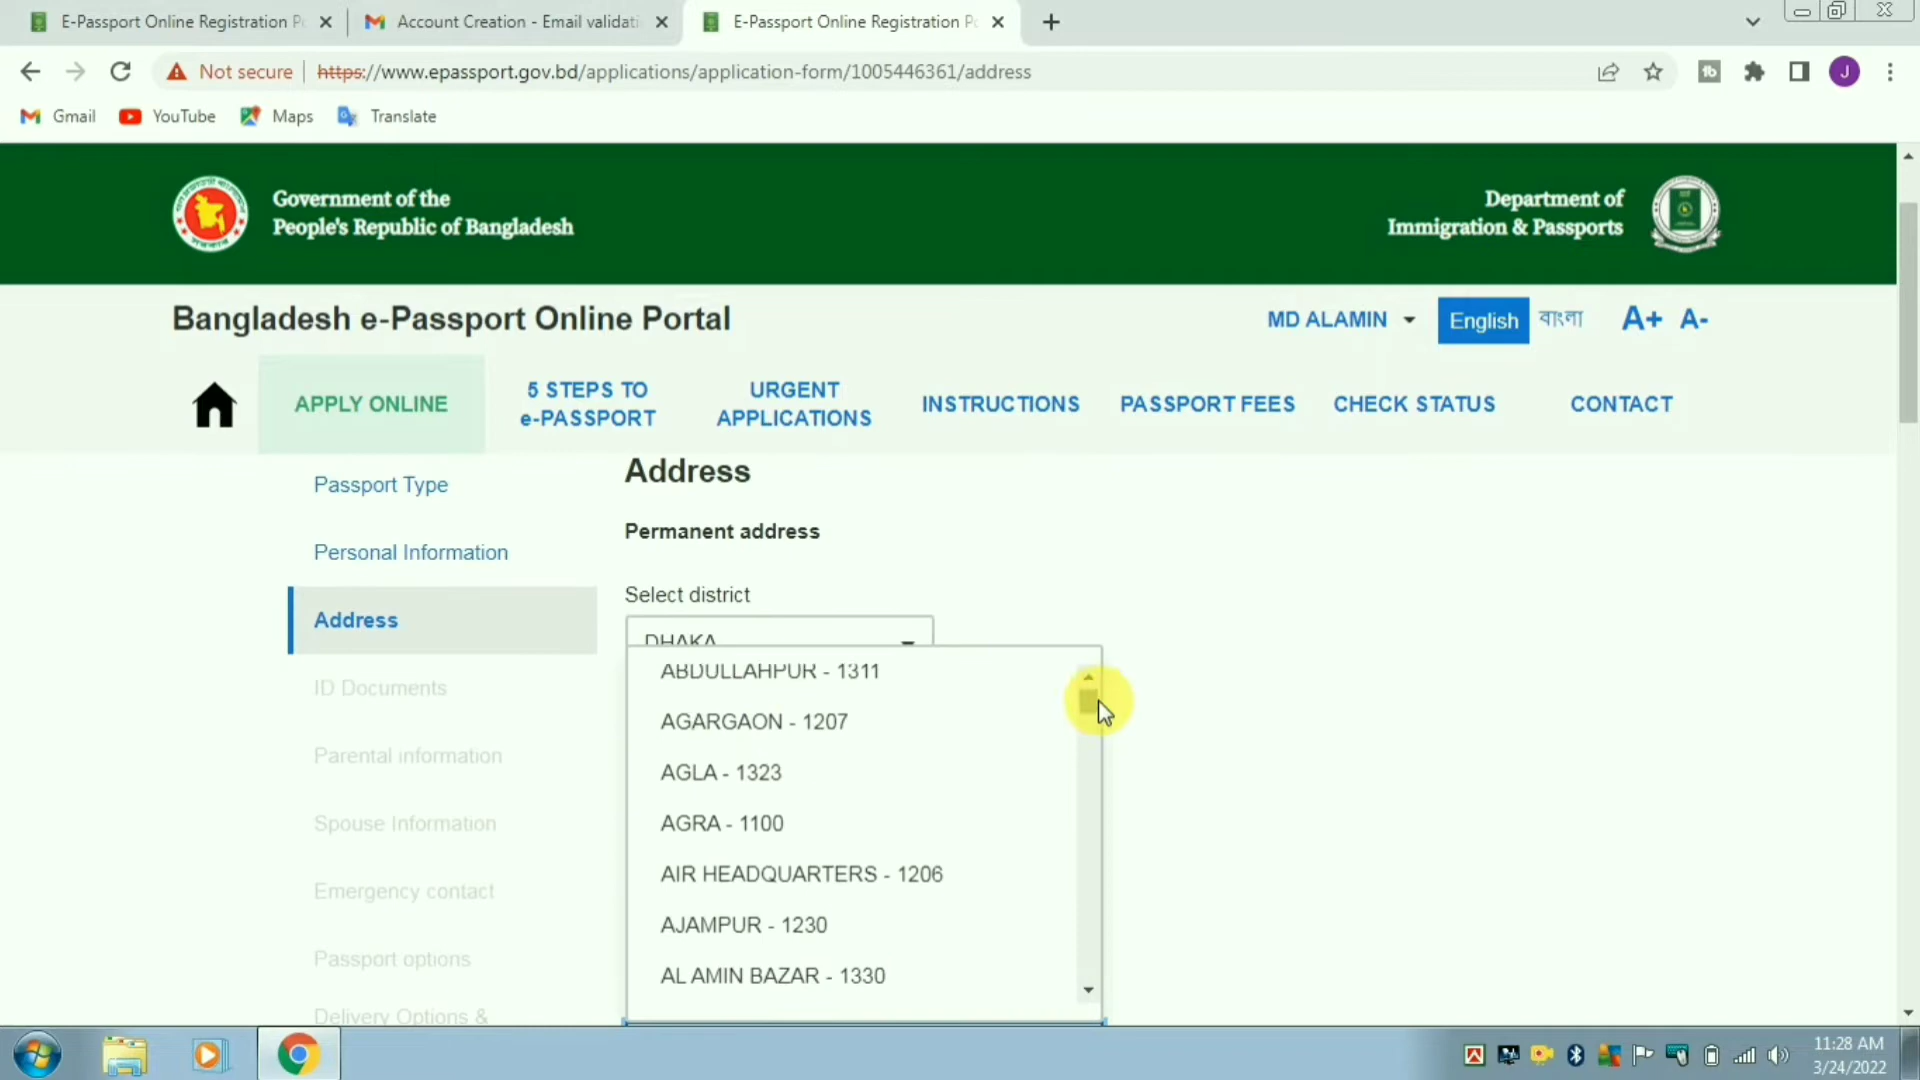 E-Passport Online Registration P
Account Creation - Email validati
E-Passport Online Registration Po
Not secure
https://www.epassport.gov.bd/applications/application-form/1005446361/address
J
Gmail
YouTube
Maps
Translate
Government of the
People's Republic of Bangladesh
Department of
Immigration & Passports
Bangladesh e-Passport Online Portal
MD ALAMIN
English
বাংলা
A+
A-
APPLY ONLINE
5 STEPS TO
e-PASSPORT
URGENT
APPLICATIONS
INSTRUCTIONS
PASSPORT FEES
CHECK STATUS
CONTACT
Passport Type
Personal Information
Address
ID Documents
Parental information
Spouse Information
Emergency contact
Passport options
Delivery Options &
Address
Permanent address
Select district
DHAKA
ABDULLAHPUR - 1311
AGARGAON - 1207
AGLA - 1323
AGRA - 1100
AIR HEADQUARTERS - 1206
AJAMPUR - 1230
AL AMIN BAZAR - 1330
11:28 AM
3/24/2022